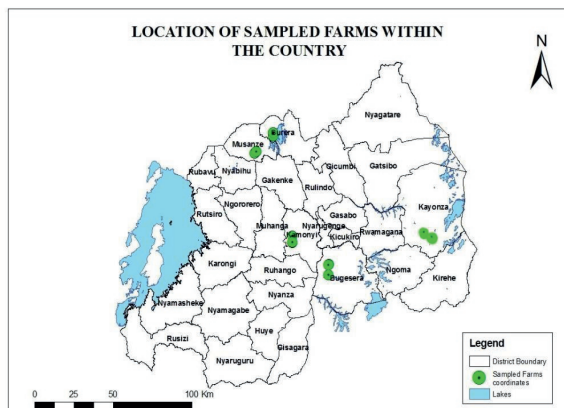 LOCATION OF SAMPLED FARMS WITHIN
THE COUNTRY
N
Nyagatare
Burera
Musanze
Gicumbi
Gatsibo
Rubavu
Nyabihu
Gakenke
Rulindo
Kayonza
Ngororero
Rutsiro
Gasabo
Muhanga
Nyarugenge
Rwamagana
Kamonyi
Kicukiro
Karongi
Ruhango
Bugesera
Ngoma
Kirehe
Nyamasheke
Nyanza
Nyamagabe
Rusizi
Huye
Gisagara
Nyaruguru
Legend
District Boundary
Sampled Farms
coordinates
Lakes
0 25 50 100 Km